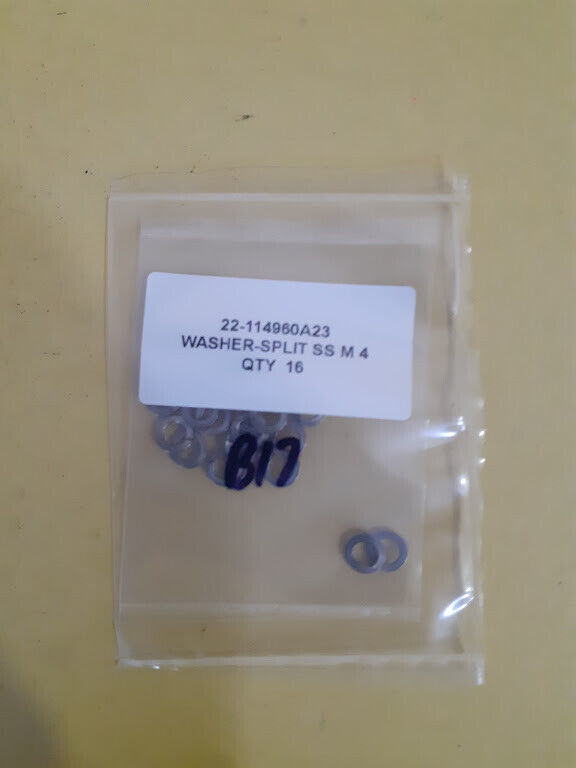 22-114960A23
WASHER-SPLIT SS M 4
QTY 16
B17